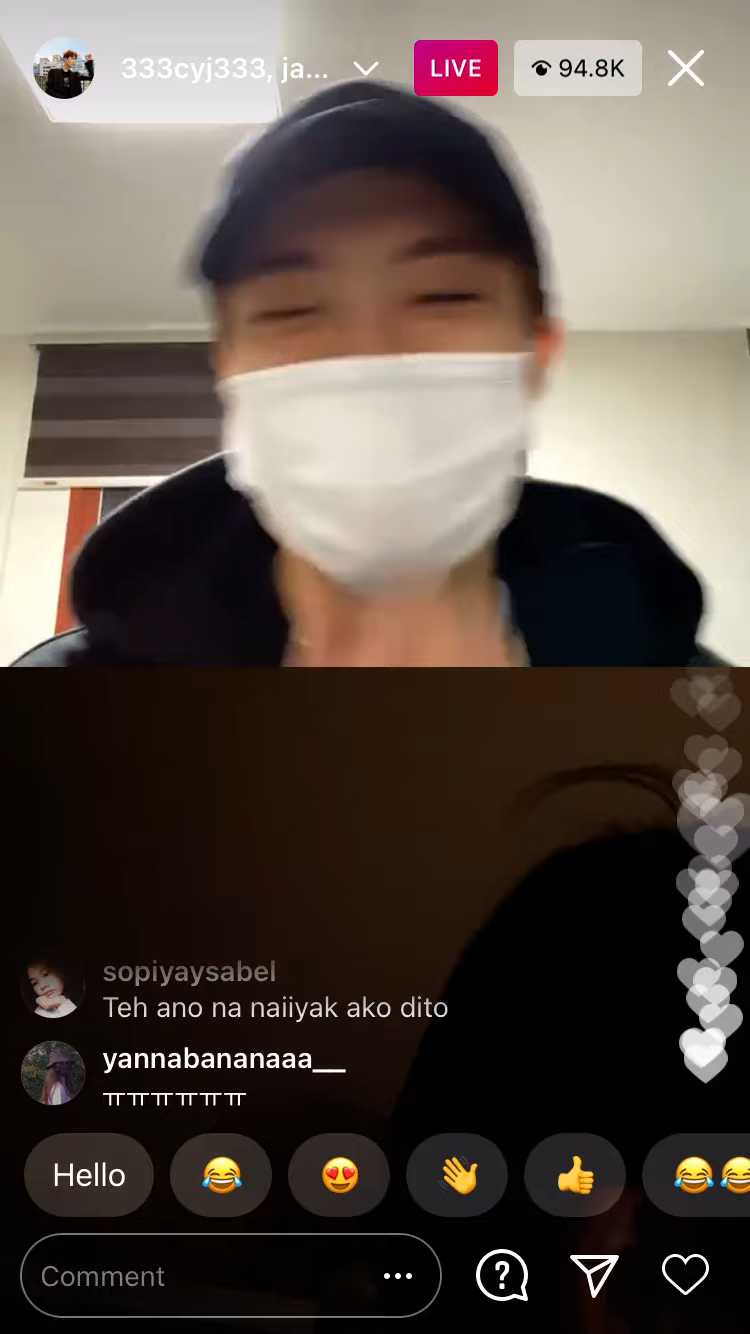 333cyj333, ja...
LIVE
94.8K
sopiyaysabel
Teh ano na naiiyak ako dito
yannabananaaa__
ㅠㅠㅠㅠㅠㅠ
Hello
Comment